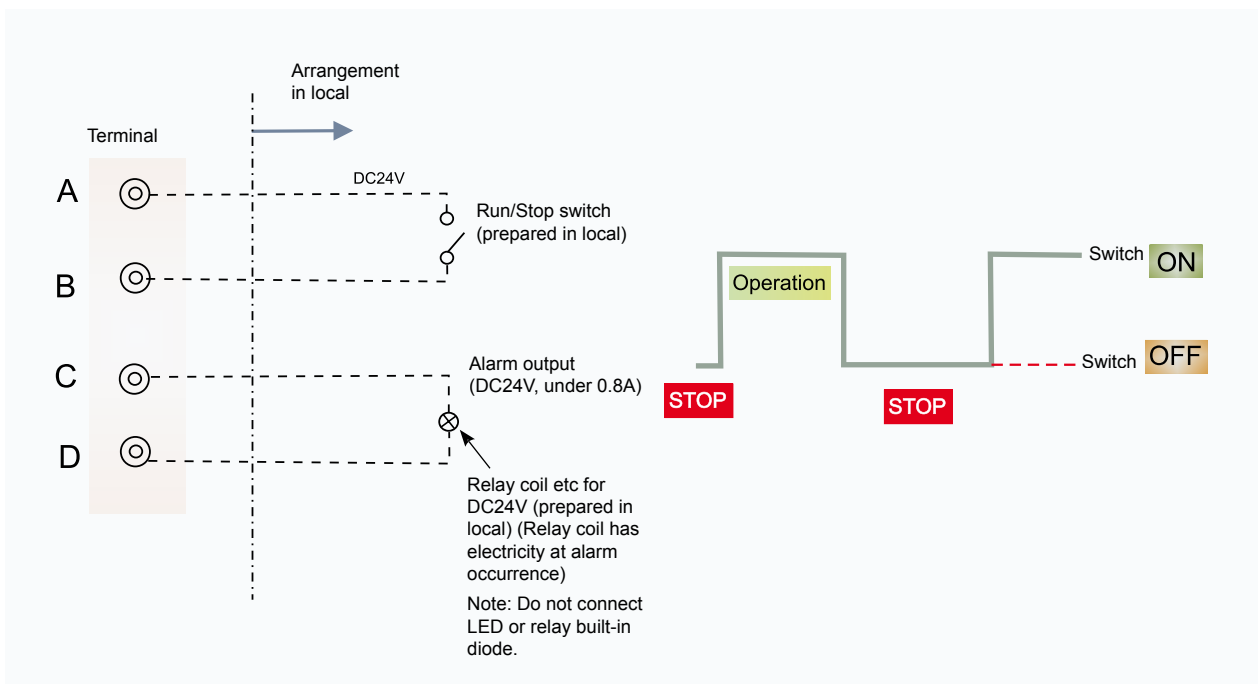 Arrangement
in local
Terminal
A
DC24V
Run/Stop switch
(prepared in local)
B
C
Alarm output
(DC24V, under 0.8A)
D
Relay coil etc for
DC24V (prepared in
local) (Relay coil has
electricity at alarm
occurrence)
Note: Do not connect
LED or relay built-in
diode.
Switch ON
Operation
Switch OFF
STOP
STOP